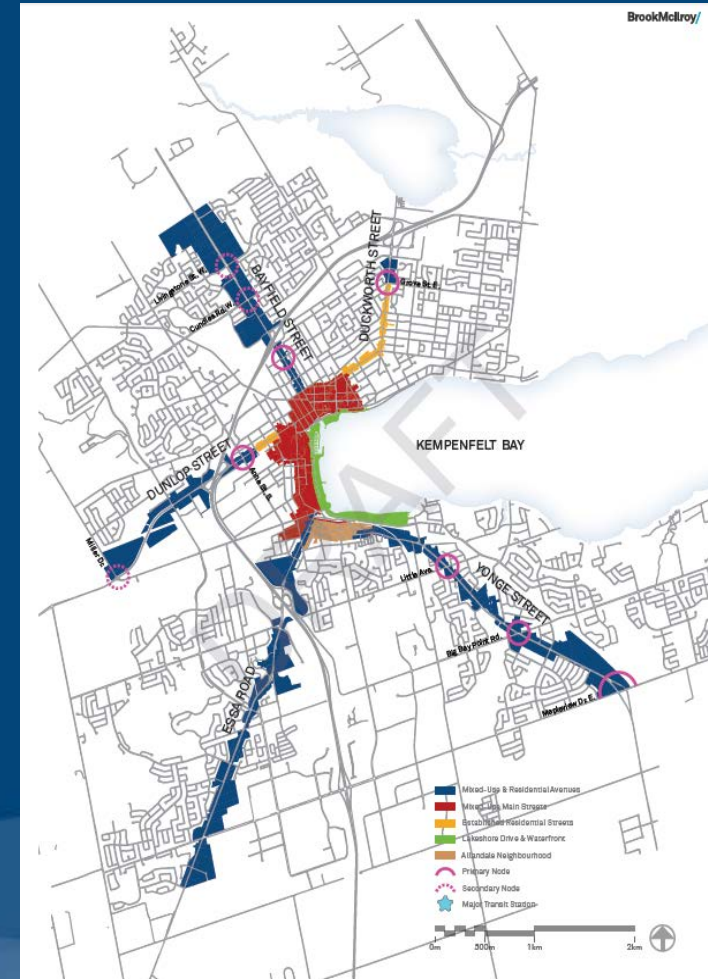 BrookMcIlroy/
DUCKWORTH STREET
Grove St. E.
Livingstone St. W.
BAYFIELD STREET
Cundles Rd. W.
KEMPENFELT BAY
DUNLOP STREET
Anne St. S.
DRAFT
Miller Dr.
Little Ave.
YONGE STREET
Big Bay Point Rd.
ESSA ROAD
Mapleview Dr. E.
Mixed-Use & Residential Avenues
Mixed-Use Main Streets
Established Residential Streets
Lakeshore Drive & Waterfront
Allandale Neighbourhood
Primary Node
Secondary Node
Major Transit Station
0m 500m 1km 2km